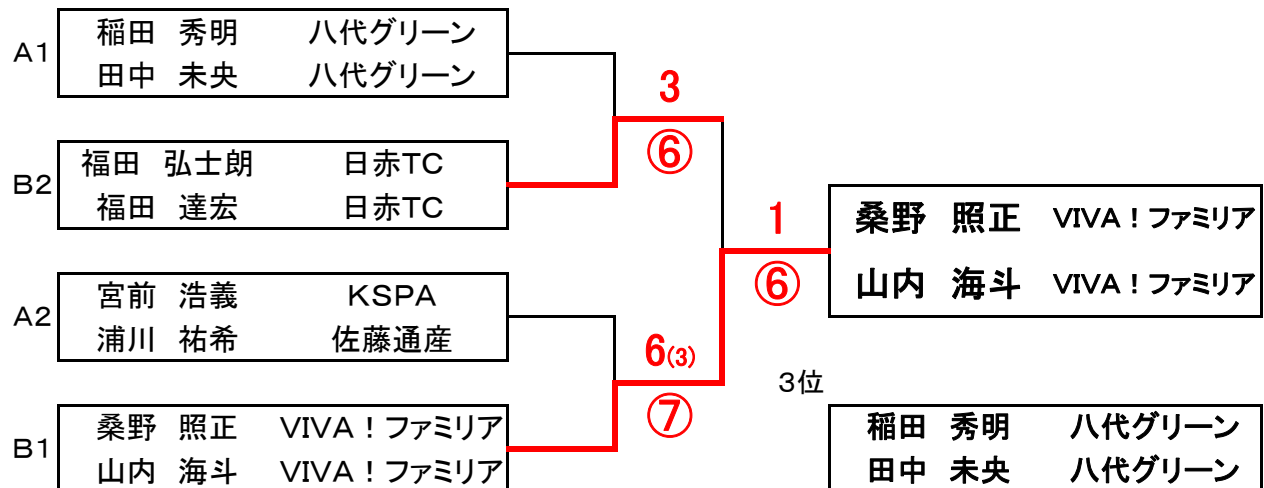 A1
稲田 秀明 八代グリーン
田中 未央 八代グリーン
3
⑥
B2
福田 弘士朗 日赤TC
福田 達宏 日赤TC
1
⑥
桑野 照正 VIVA！ファミリア
山内 海斗 VIVA！ファミリア
A2
宮前 浩義 KSPA
浦川 祐希 佐藤通産
6(3)
⑦
B1
桑野 照正 VIVA！ファミリア
山内 海斗 VIVA！ファミリア
3位
稲田 秀明 八代グリーン
田中 未央 八代グリーン